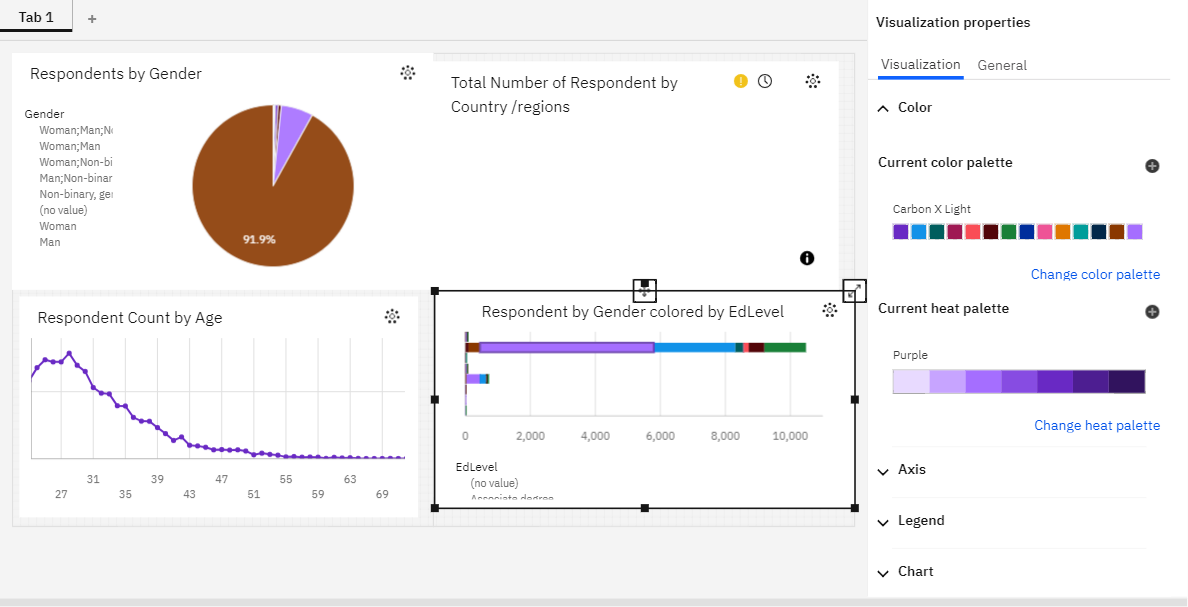 Tab 1
+
Respondents by Gender
Gender
Woman;Man;
Woman;Man
Woman;Non-bi
Man;Non-binar
Non-binary,
(no value)
Woman
Man
91.9%
Total Number of Respondent by
Country /regions
Respondent Count by Age
31 39 47 55 63
27 35 43 51 59 69
Respondent by Gender colored by EdLevel
0 2,000 4,000 6,000 8,000 10,000
EdLevel
(no value)
Associate degree
Visualization properties
Visualization General
Color
Current color palette
Carbon X Light
Change color palette
Current heat palette
Purple
Change heat palette
Axis
Legend
Chart